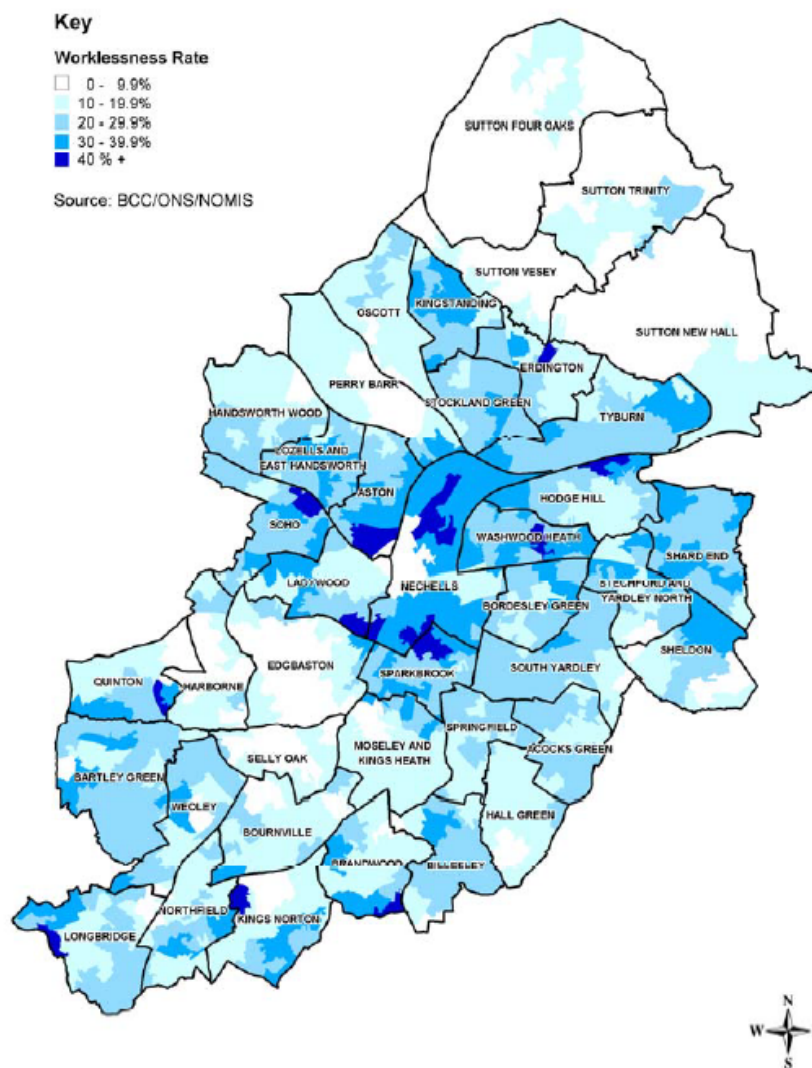 Key
Worklessness Rate
0 - 9.9%
10 - 19.9%
20 - 29.9%
30 - 39.9%
40 % +
Source: BCC/ONS/NOMIS
SUTTON FOUR OAKS
SUTTON TRINITY
SUTTON VESEY
KINGSTANDING
OSCOTT
SUTTON NEW HALL
ERDINGTON
PERRY BARR
STOCKLAND GREEN
HANDSWORTH WOOD
TYBURN
LOZELLS AND
EAST HANDSWORTH
ASTON
HODGE HILL
SOHO
WASHWOOD HEATH
SHARD END
LADYWOOD
NECHELLS
STECHFORD AND
YARDLEY NORTH
BORDESLEY GREEN
SHELDON
EDGBASTON
SPARKBROOK
SOUTH YARDLEY
QUINTON
HARBORNE
SPRINGFIELD
ACOCKS GREEN
MOSELEY AND
KINGS HEATH
SELLY OAK
BARTLEY GREEN
WEOLEY
HALL GREEN
BOURNVILLE
BRANDWOOD
BILLESLEY
NORTHFIELD
KINGS NORTON
LONGBRIDGE
N
W E
S